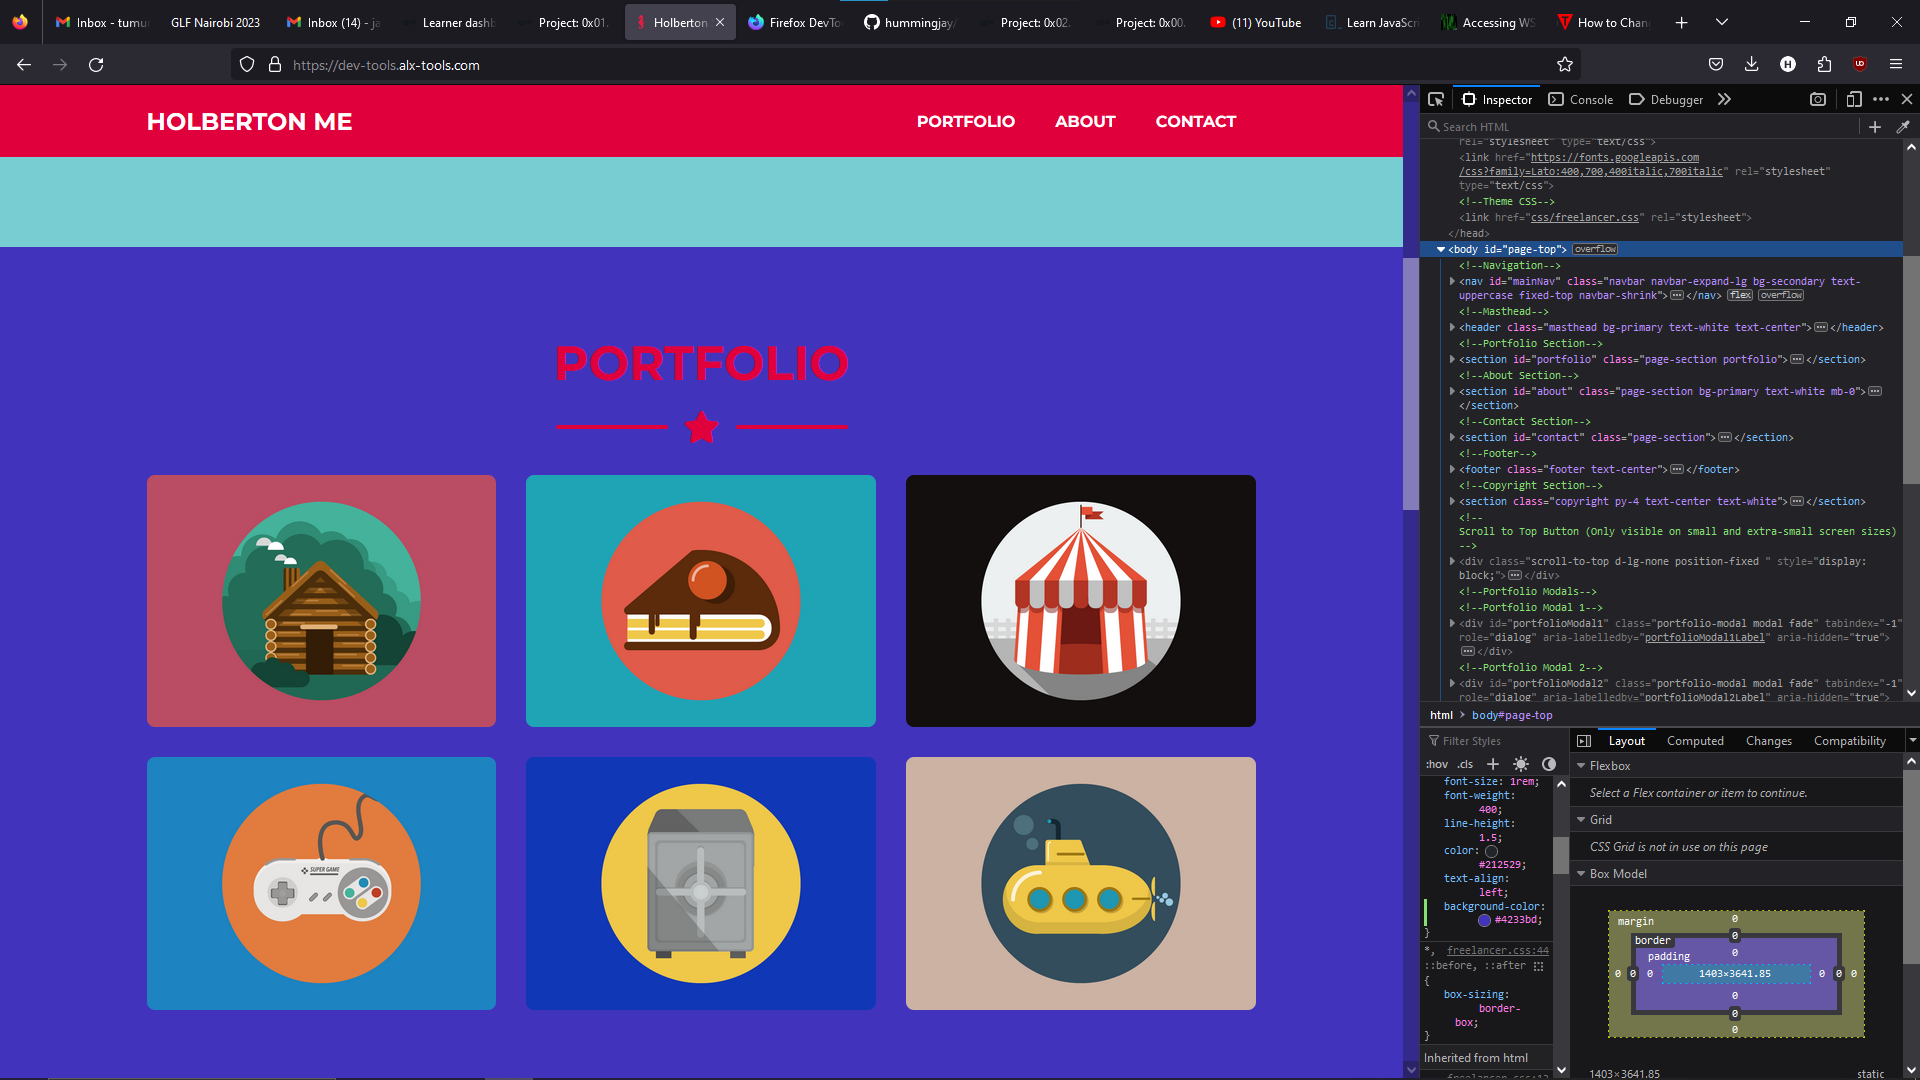 Inbox - tumu
GLF Nairobi 2023
Inbox (14) - ja
Learner dashb
Project: 0x01.
Holberton
Firefox DevTo
hummingjay/
Project: 0x02.
Project: 0x00.
(11) YouTube
Learn JavaScri
Accessing WS
How to Chan
https://dev-tools.alx-tools.com
HOLBERTON ME
PORTFOLIO
ABOUT
CONTACT
PORTFOLIO
SUPER GAME
Inspector
Console
Debugger
Search HTML
rel="stylesheet" type="text/css">
<link href="https://fonts.googleapis.com
/css?family=Lato:400,700,400italic,700italic" rel="stylesheet"
type="text/css">
<!--Theme CSS-->
<link href="css/freelancer.css" rel="stylesheet">
</head>
<body id="page-top"> overflow
<!--Navigation-->
<nav id="mainNav" class="navbar navbar-expand-lg bg-secondary text-
uppercase fixed-top navbar-shrink"> ••• </nav> flex overflow
<!--Masthead-->
<header class="masthead bg-primary text-white text-center"> ••• </header>
<!--Portfolio Section-->
<section id="portfolio" class="page-section portfolio"> ••• </section>
<!--About Section-->
<section id="about" class="page-section bg-primary text-white mb-0"> •••
</section>
<!--Contact Section-->
<section id="contact" class="page-section"> ••• </section>
<!--Footer-->
<footer class="footer text-center"> ••• </footer>
<!--Copyright Section-->
<section class="copyright py-4 text-center text-white"> ••• </section>
<!--
Scroll to Top Button (Only visible on small and extra-small screen sizes)
-->
<div class="scroll-to-top d-lg-none position-fixed " style="display:
block;"> ••• </div>
<!--Portfolio Modals-->
<!--Portfolio Modal 1-->
<div id="portfolioModal1" class="portfolio-modal modal fade" tabindex="-1"
role="dialog" aria-labelledby="portfolioModal1Label" aria-hidden="true">
••• </div>
<!--Portfolio Modal 2-->
<div id="portfolioModal2" class="portfolio-modal modal fade" tabindex="-1"
role="dialog" aria-labelledby="portfolioModal2Label" aria-hidden="true">
html > body#page-top
Filter Styles
:hov .cls
font-size: 1rem;
font-weight:
400;
line-height:
1.5;
color:
#212529;
text-align:
left;
background-color:
#4233bd;
}
*, freelancer.css:44
::before, ::after
{
box-sizing:
border-
box;
}
Inherited from html
freelancer.css:12
Layout
Computed
Changes
Compatibility
Flexbox
Select a Flex container or item to continue.
Grid
CSS Grid is not in use on this page
Box Model
margin
0
border
0
padding
0
0 0 0 1403×3641.85 0 0 0
0
0
0
1403×3641.85
static